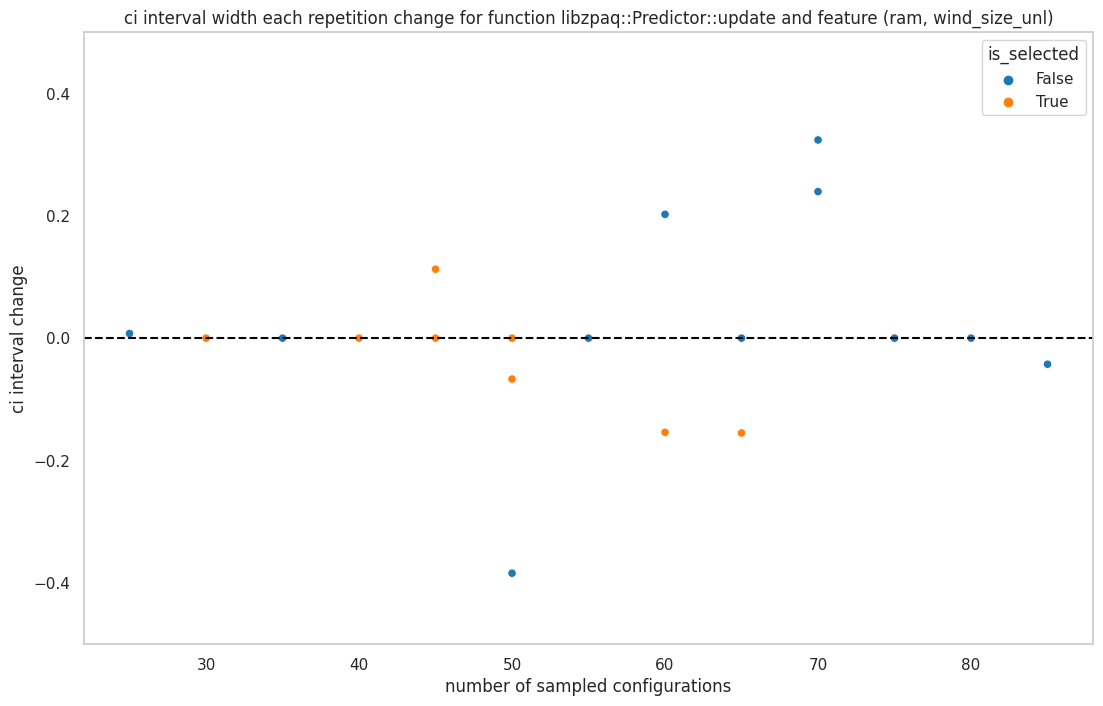 ci interval width each repetition change for function libzpaq::Predictor::update and feature (ram, wind_size_unl)
is_selected
False
True
ci interval change
0.4
0.2
0.0
−0.2
−0.4
30 40 50 60 70 80
number of sampled configurations